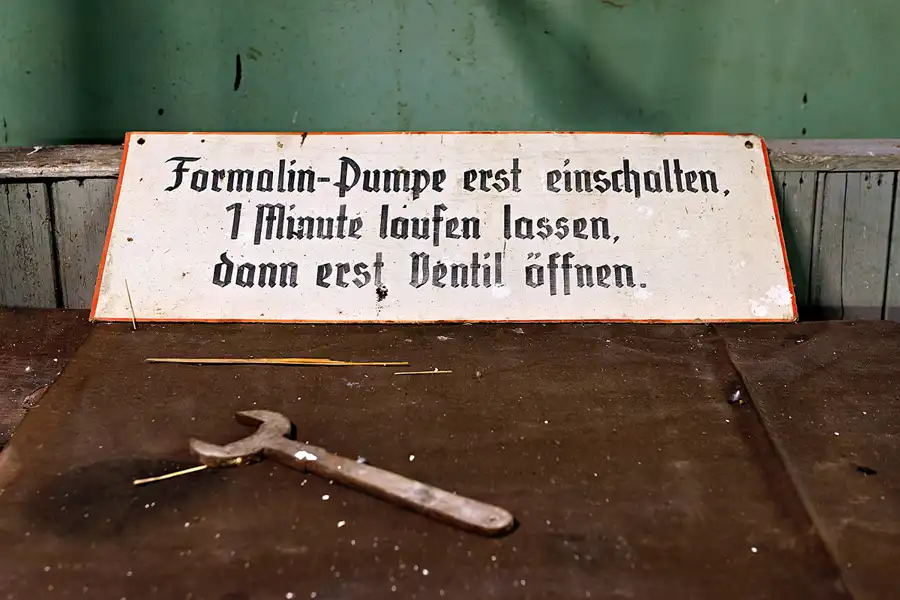 Formalin-Pumpe erst einschalten,
1 Minute laufen lassen,
dann erst Ventil öffnen.